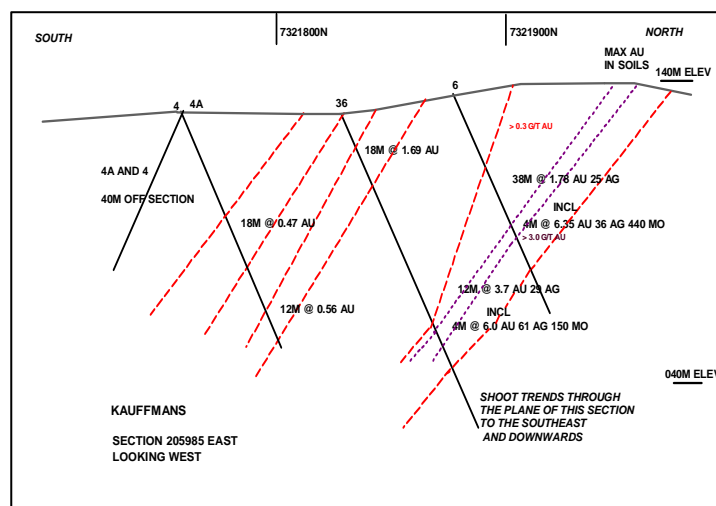 SOUTH
7321800N
7321900N
NORTH
MAX AU
IN SOILS
140M ELEV
4
4A
36
6
> 0.3 G/T AU
18M @ 1.69 AU
4A AND 4
40M OFF SECTION
38M @ 1.78 AU 25 AG
INCL
4M @ 6.35 AU 36 AG 440 MO
> 3.0 G/T AU
18M @ 0.47 AU
12M @ 3.7 AU 29 AG
INCL
4M @ 6.0 AU 61 AG 150 MO
12M @ 0.56 AU
040M ELEV
SHOOT TRENDS THROUGH
THE PLANE OF THIS SECTION
TO THE SOUTHEAST
AND DOWNWARDS
KAUFFMANS
SECTION 205985 EAST
LOOKING WEST